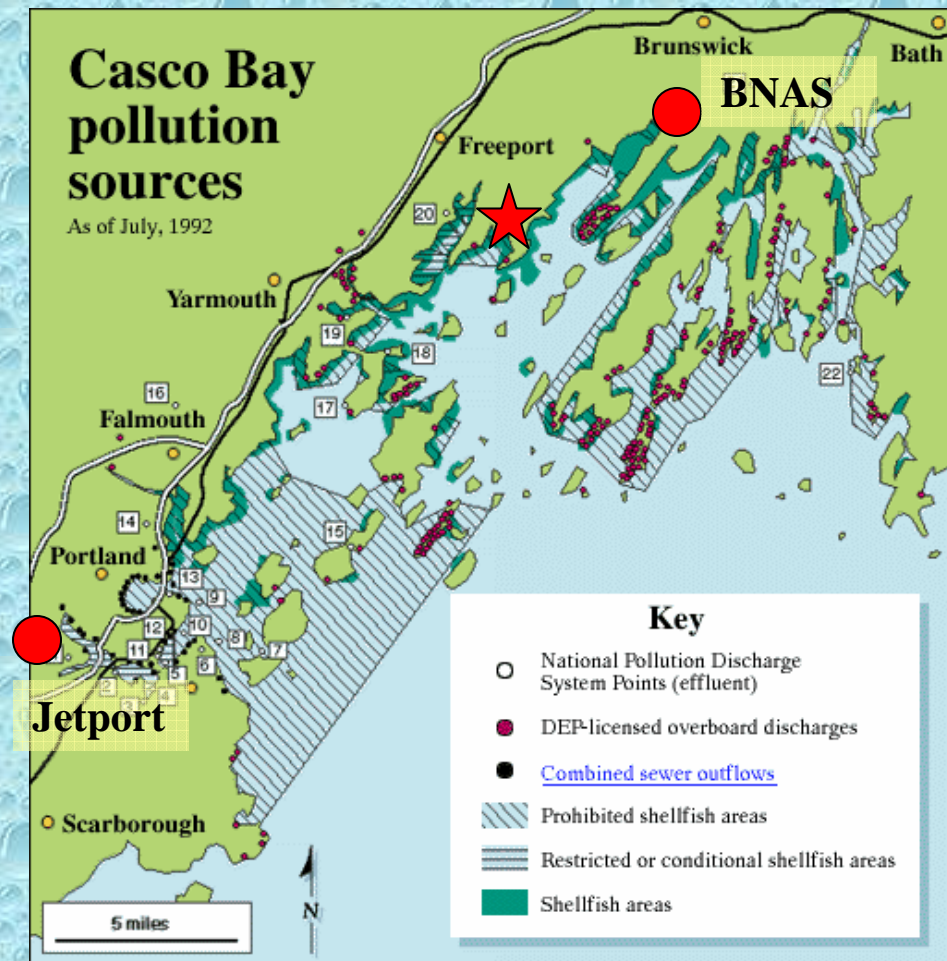 Casco Bay
pollution
sources
As of July, 1992
Brunswick
Bath
BNAS
Freeport
20
Yarmouth
19
18
17
16
Falmouth
22
14
15
Portland
13
9
12
10
8
11
7
6
5
2
3
4
Jetport
Scarborough
5 miles
N
Key
National Pollution Discharge
System Points (effluent)
DEP-licensed overboard discharges
Combined sewer outflows
Prohibited shellfish areas
Restricted or conditional shellfish areas
Shellfish areas